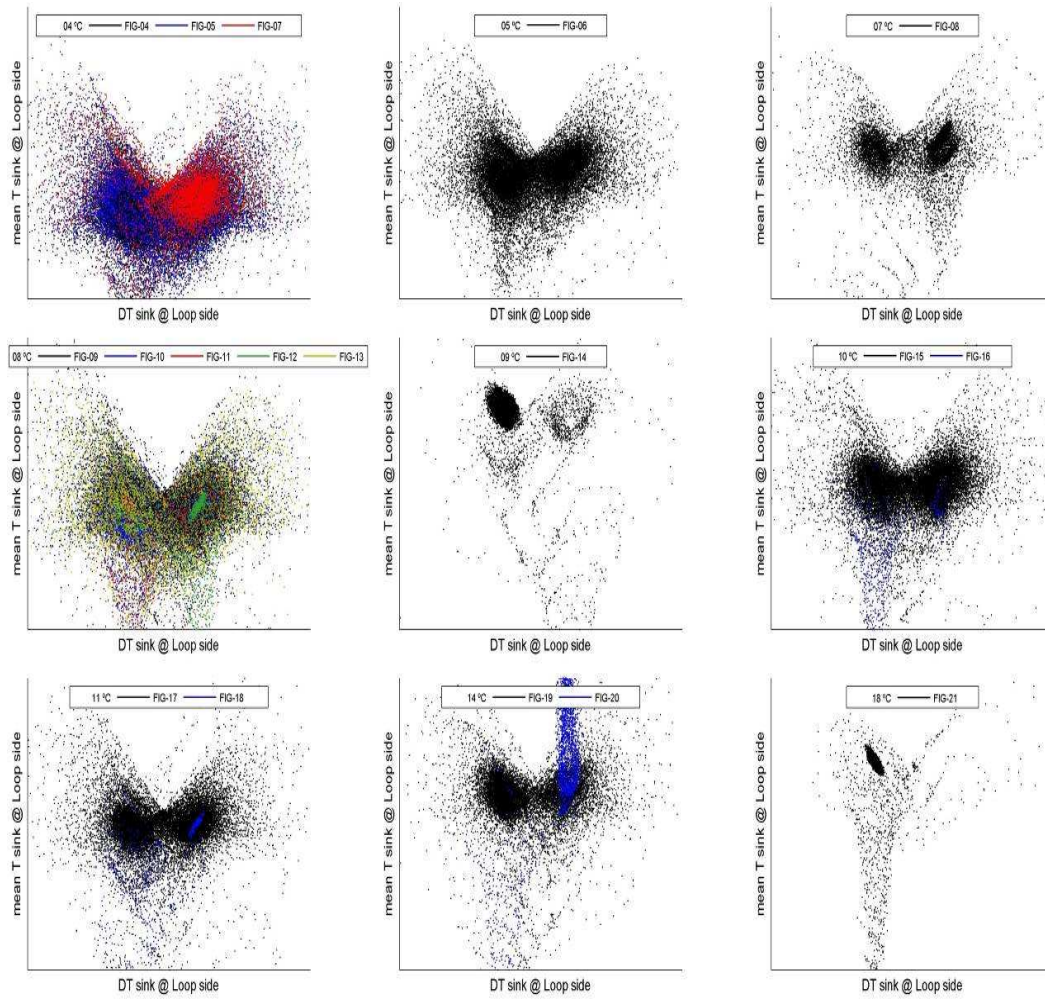 04 ºC FIG-04 FIG-05 FIG-07
mean T sink @ Loop side
DT sink @ Loop side
05 ºC FIG-06
mean T sink @ Loop side
DT sink @ Loop side
07 ºC FIG-08
mean T sink @ Loop side
DT sink @ Loop side
08 ºC FIG-09 FIG-10 FIG-11 FIG-12 FIG-13
mean T sink @ Loop side
DT sink @ Loop side
09 ºC FIG-14
mean T sink @ Loop side
DT sink @ Loop side
10 ºC FIG-15 FIG-16
mean T sink @ Loop side
DT sink @ Loop side
11 ºC FIG-17 FIG-18
mean T sink @ Loop side
DT sink @ Loop side
14 ºC FIG-19 FIG-20
mean T sink @ Loop side
DT sink @ Loop side
18 ºC FIG-21
mean T sink @ Loop side
DT sink @ Loop side